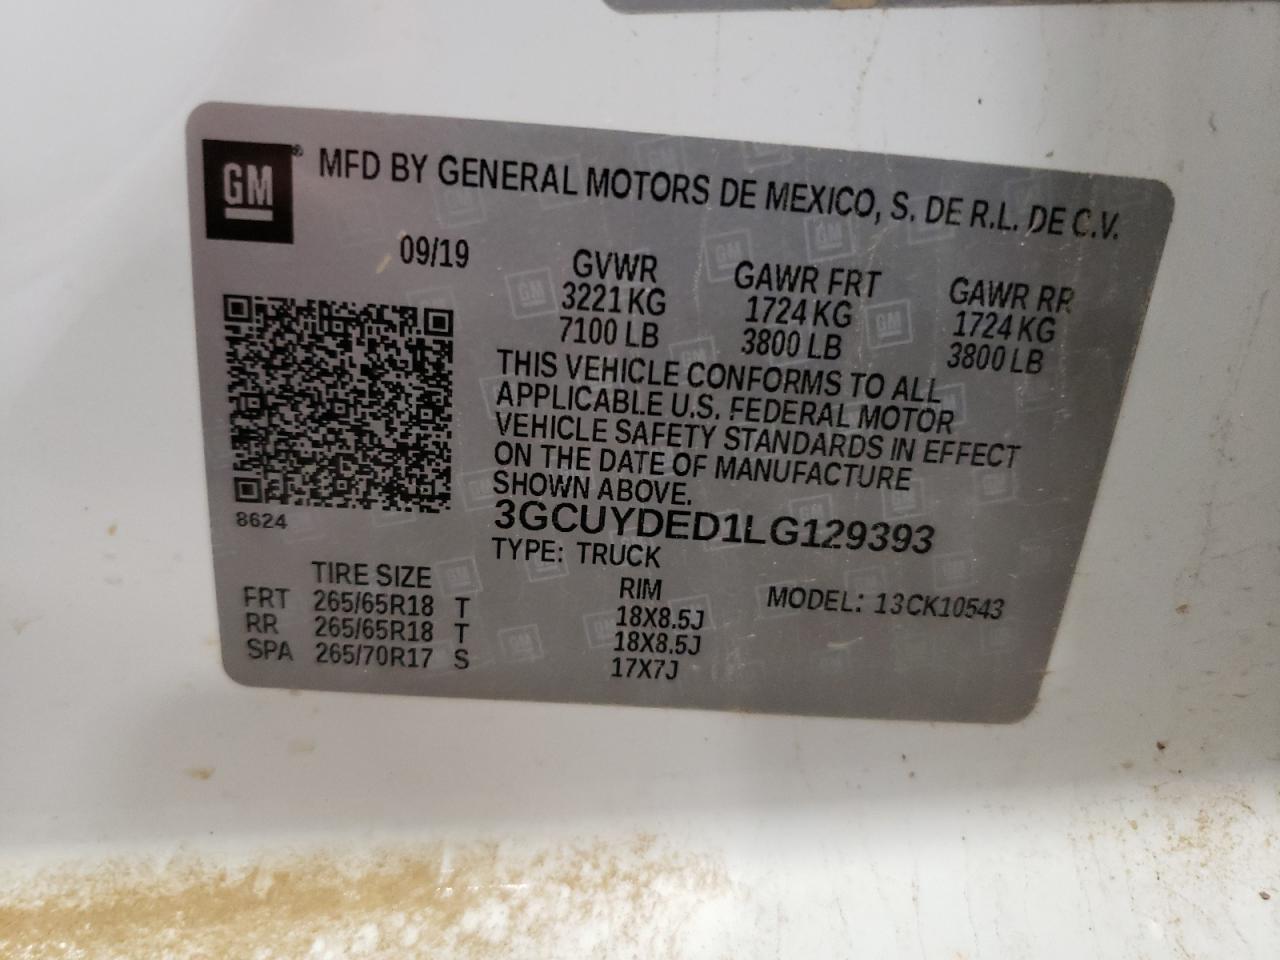 GM® MFD BY GENERAL MOTORS DE MEXICO, S. DE R.L. DE C.V.
09/19
GVWR GAWR FRT GAWR RR
3221 KG 1724 KG 1724 KG
7100 LB 3800 LB 3800 LB
THIS VEHICLE CONFORMS TO ALL
APPLICABLE U.S. FEDERAL MOTOR
VEHICLE SAFETY STANDARDS IN EFFECT
ON THE DATE OF MANUFACTURE
SHOWN ABOVE.
8624
3GCUYDED1LG129393
TYPE: TRUCK
TIRE SIZE RIM MODEL: 13CK10543
FRT 265/65R18 T 18X8.5J
RR 265/65R18 T 18X8.5J
SPA 265/70R17 S 17X7J